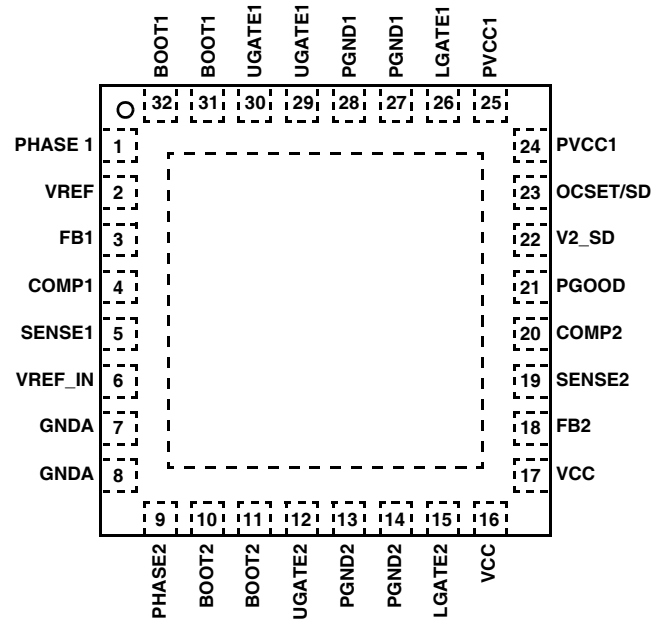 BOOT1 BOOT1 UGATE1 UGATE1 PGND1 PGND1 LGATE1 PVCC1
32 31 30 29 28 27 26 25
PHASE 1 1 24 PVCC1
VREF 2 23 OCSET/SD
FB1 3 22 V2_SD
COMP1 4 21 PGOOD
SENSE1 5 20 COMP2
VREF_IN 6 19 SENSE2
GNDA 7 18 FB2
GNDA 8 17 VCC
9 10 11 12 13 14 15 16
PHASE2 BOOT2 BOOT2 UGATE2 PGND2 PGND2 LGATE2 VCC